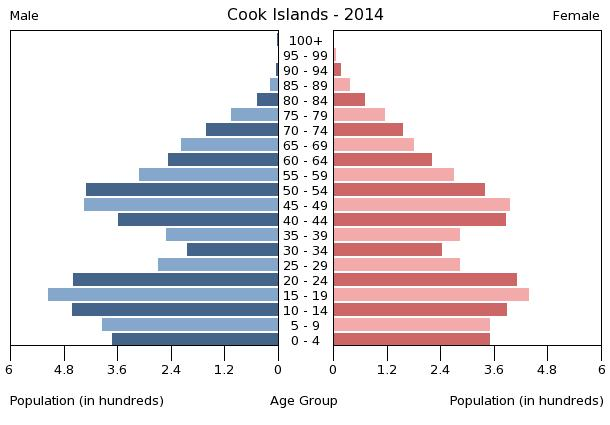 Cook Islands - 2014
Male
Female
100+
95 - 99
90 - 94
85 - 89
80 - 84
75 - 79
70 - 74
65 - 69
60 - 64
55 - 59
50 - 54
45 - 49
40 - 44
35 - 39
30 - 34
25 - 29
20 - 24
15 - 19
10 - 14
5 - 9
0 - 4
6 4.8 3.6 2.4 1.2 0 0 1.2 2.4 3.6 4.8 6
Population (in hundreds) Age Group Population (in hundreds)